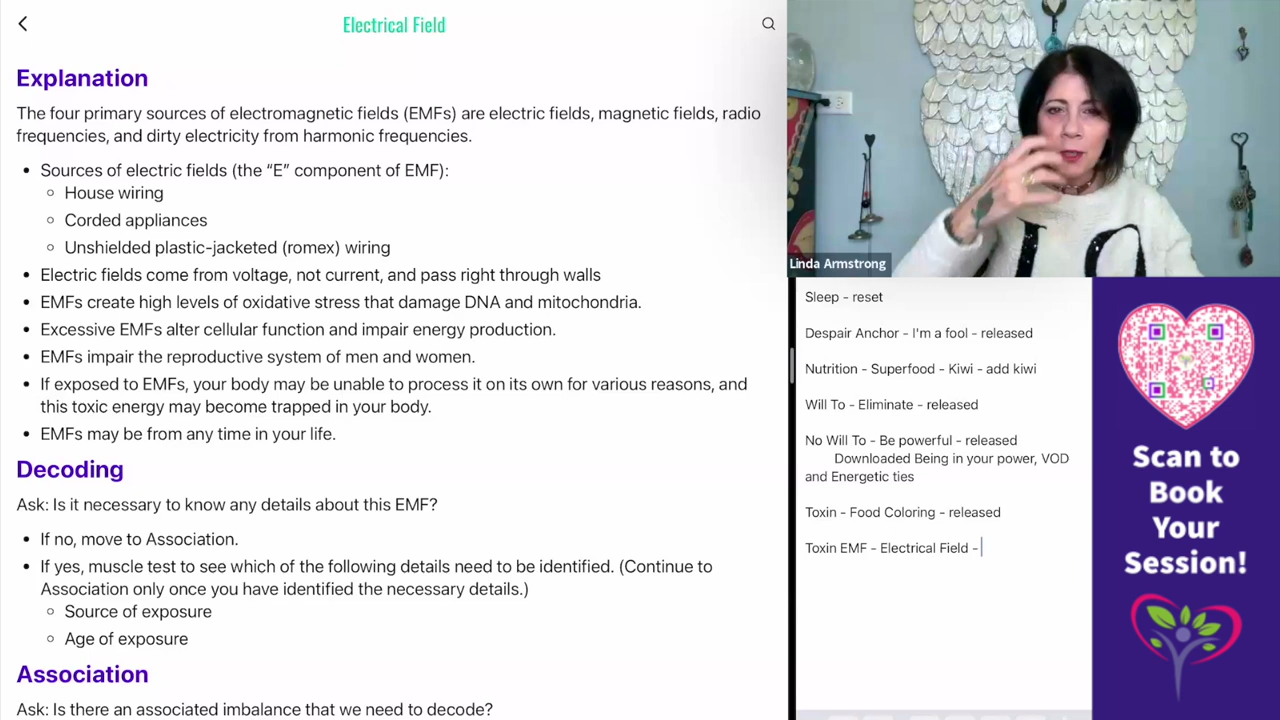 Electrical Field
Explanation
The four primary sources of electromagnetic fields (EMFs) are electric fields, magnetic fields, radio
frequencies, and dirty electricity from harmonic frequencies.
• Sources of electric fields (the “E” component of EMF):
○ House wiring
○ Corded appliances
○ Unshielded plastic-jacketed (romex) wiring
• Electric fields come from voltage, not current, and pass right through walls
• EMFs create high levels of oxidative stress that damage DNA and mitochondria.
• Excessive EMFs alter cellular function and impair energy production.
• EMFs impair the reproductive system of men and women.
• If exposed to EMFs, your body may be unable to process it on its own for various reasons, and
this toxic energy may become trapped in your body.
• EMFs may be from any time in your life.
Decoding
Ask: Is it necessary to know any details about this EMF?
• If no, move to Association.
• If yes, muscle test to see which of the following details need to be identified. (Continue to
Association only once you have identified the necessary details.)
○ Source of exposure
○ Age of exposure
Association
Ask: Is there an associated imbalance that we need to decode?
Linda Armstrong
Sleep - reset
Despair Anchor - I'm a fool - released
Nutrition - Superfood - Kiwi - add kiwi
Will To - Eliminate - released
No Will To - Be powerful - released
Downloaded Being in your power, VOD
and Energetic ties
Toxin - Food Coloring - released
Toxin EMF - Electrical Field -
Scan to
Book
Your
Session!